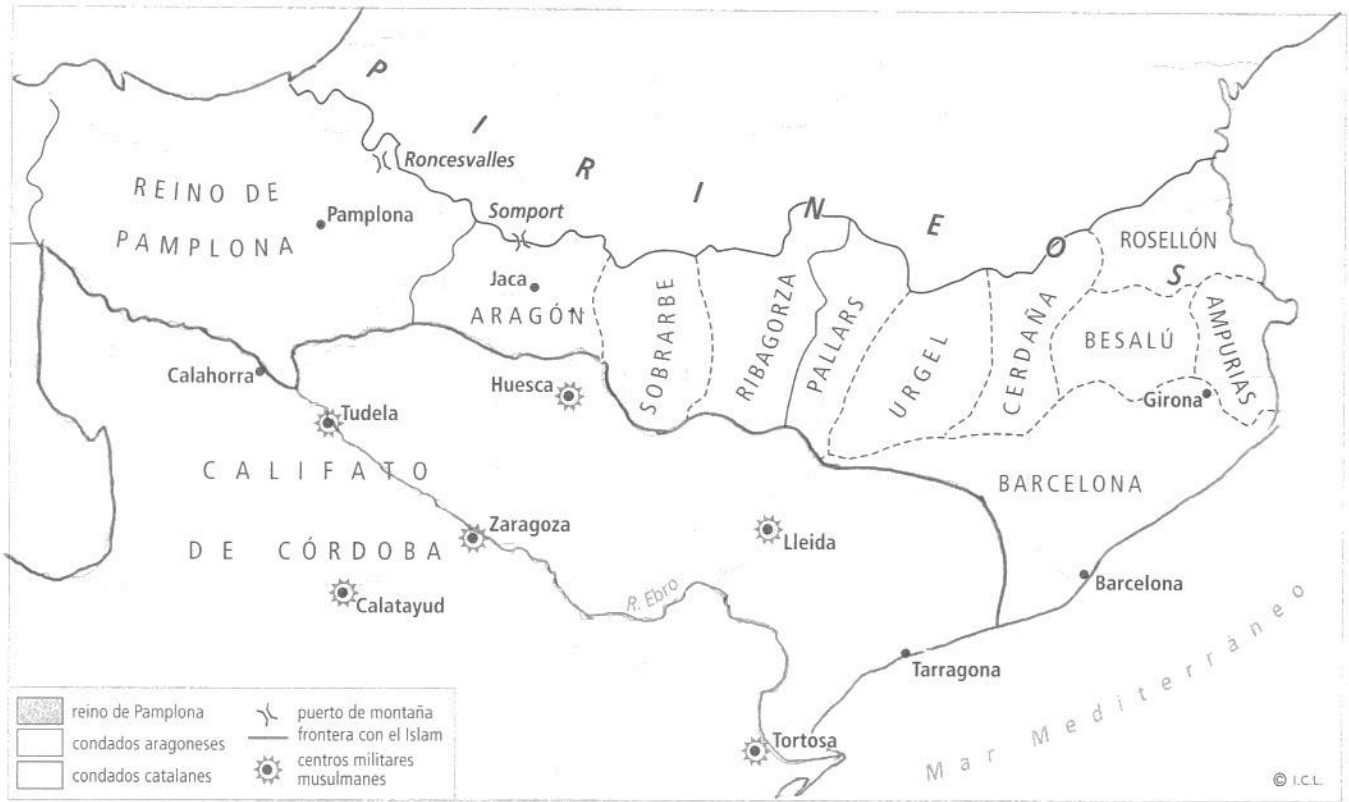 PIRINEOS
Roncesvalles
REINO DE
PAMPLONA
Pamplona
Somport
Jaca
ARAGÓN
SOBRARBE
RIBAGORZA
PALLARS
URGEL
CERDAÑA
ROSELLÓN
BESALÚ
AMPURIAS
Girona
Calahorra
Huesca
Tudela
CALIFATO
DE CÓRDOBA
Zaragoza
Calatayud
Lleida
R. Ebro
BARCELONA
Barcelona
Tarragona
Tortosa
Mar Mediterráneo
reino de Pamplona
condados aragoneses
condados catalanes
puerto de montaña
frontera con el Islam
centros militares
musulmanes
© I.C.L.